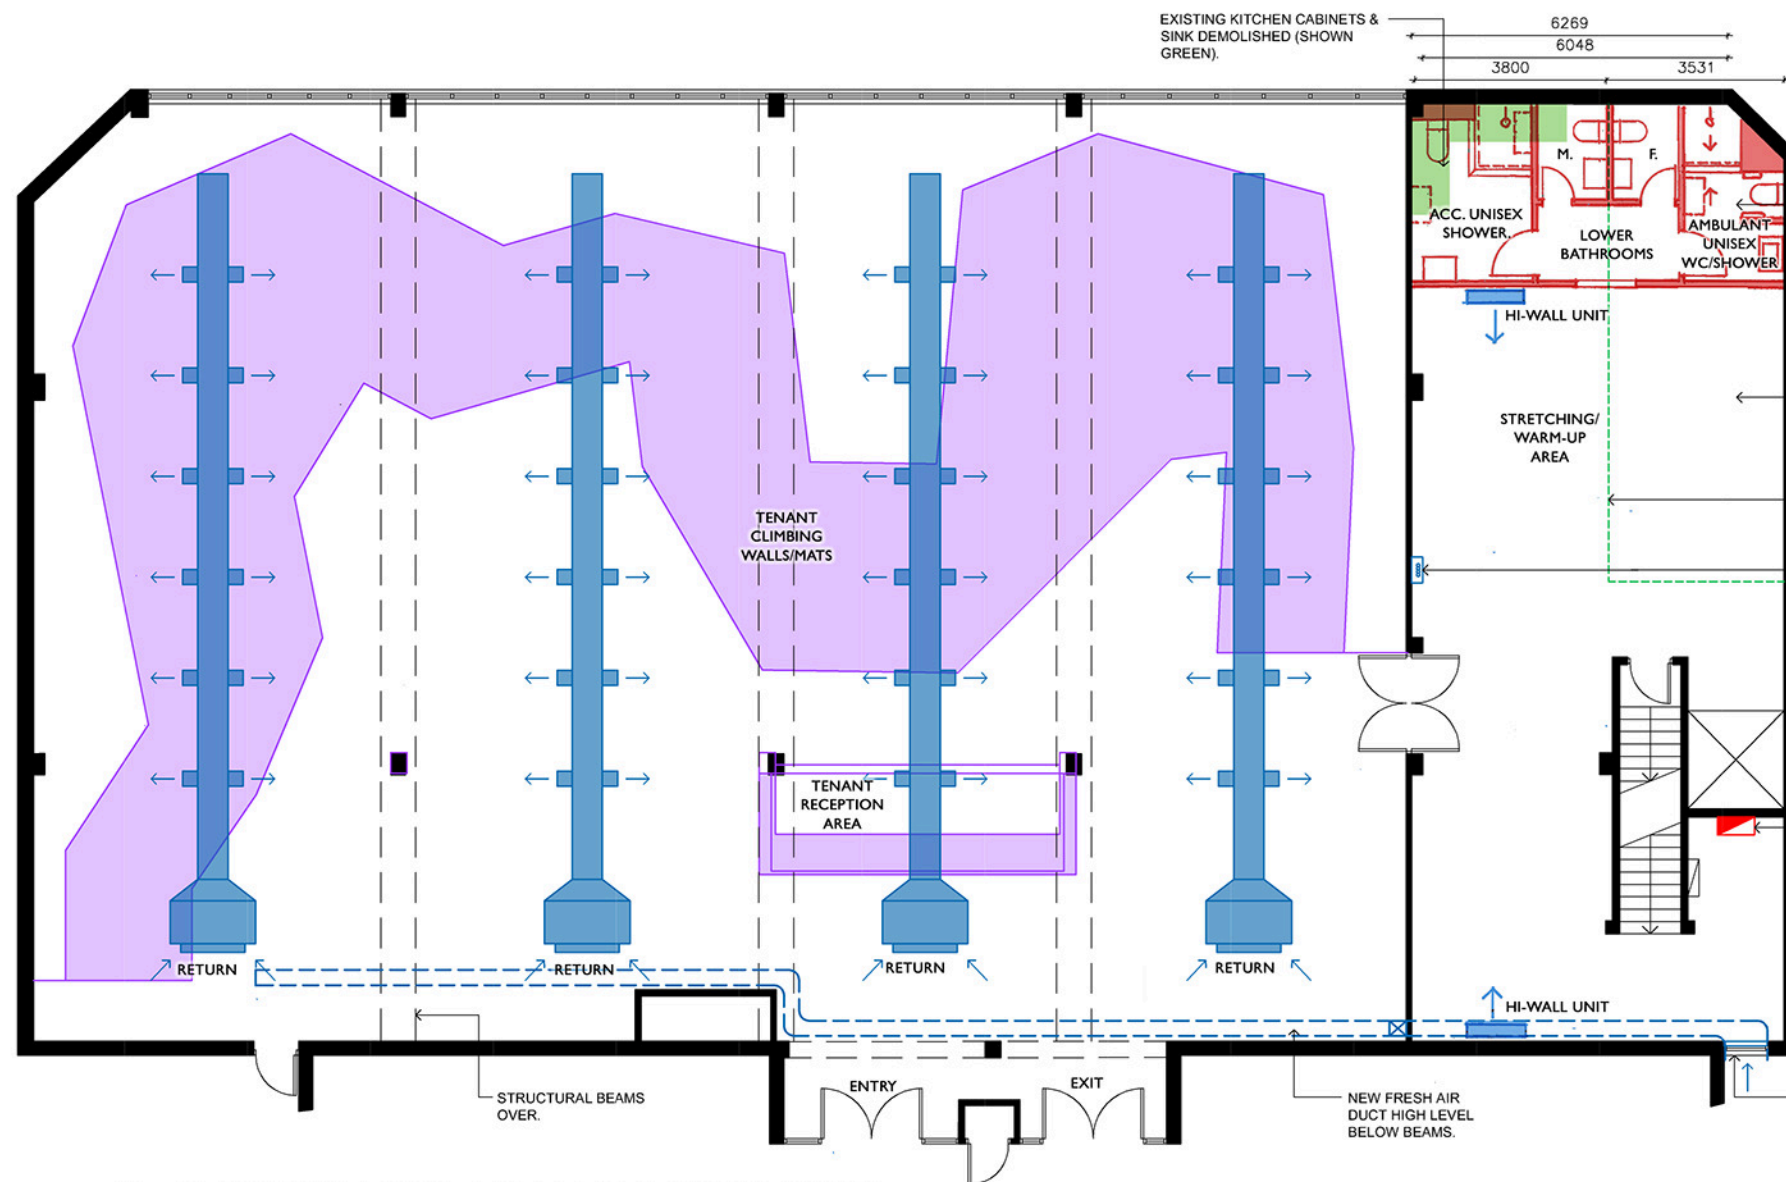 EXISTING KITCHEN CABINETS &
SINK DEMOLISHED (SHOWN
GREEN).
6269
6048
3800
3531
M.
F.
ACC. UNISEX
SHOWER.
LOWER
BATHROOMS
AMBULANT
UNISEX
WC/SHOWER
HI-WALL UNIT
STRETCHING/
WARM-UP
AREA
TENANT
CLIMBING
WALLS/MATS
TENANT
RECEPTION
AREA
RETURN
RETURN
RETURN
RETURN
HI-WALL UNIT
STRUCTURAL BEAMS
OVER.
ENTRY
EXIT
NEW FRESH AIR
DUCT HIGH LEVEL
BELOW BEAMS.